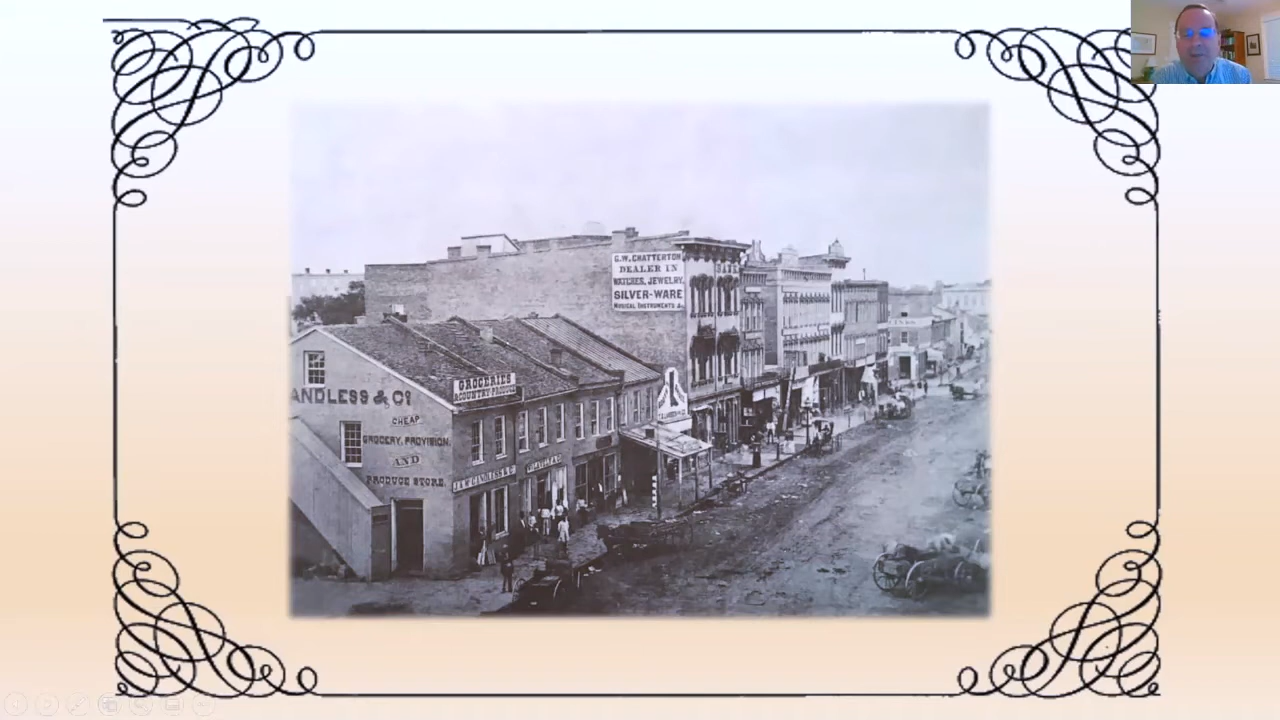 G.W. CHATTERTON
DEALER IN
WATCHES, JEWELRY,
SILVER-WARE
MUSICAL INSTRUMENTS &c.
GROCERIES
& COUNTRY PRODUCE
ANDLESS & Co
CHEAP
GROCERY, PROVISION,
AND
PRODUCE STORE.